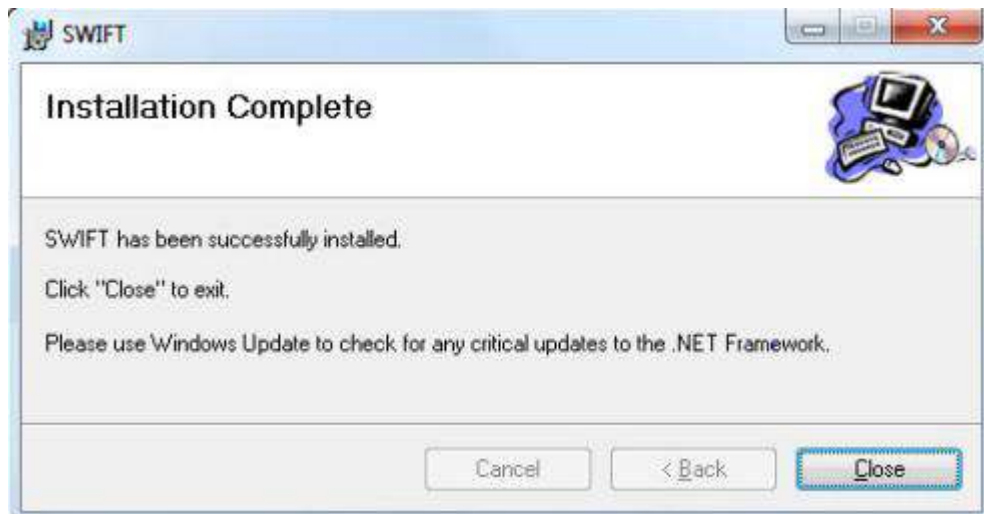 SWIFT
Installation Complete
SWIFT has been successfully installed.
Click "Close" to exit.
Please use Windows Update to check for any critical updates to the .NET Framework.
Cancel
< Back
Close